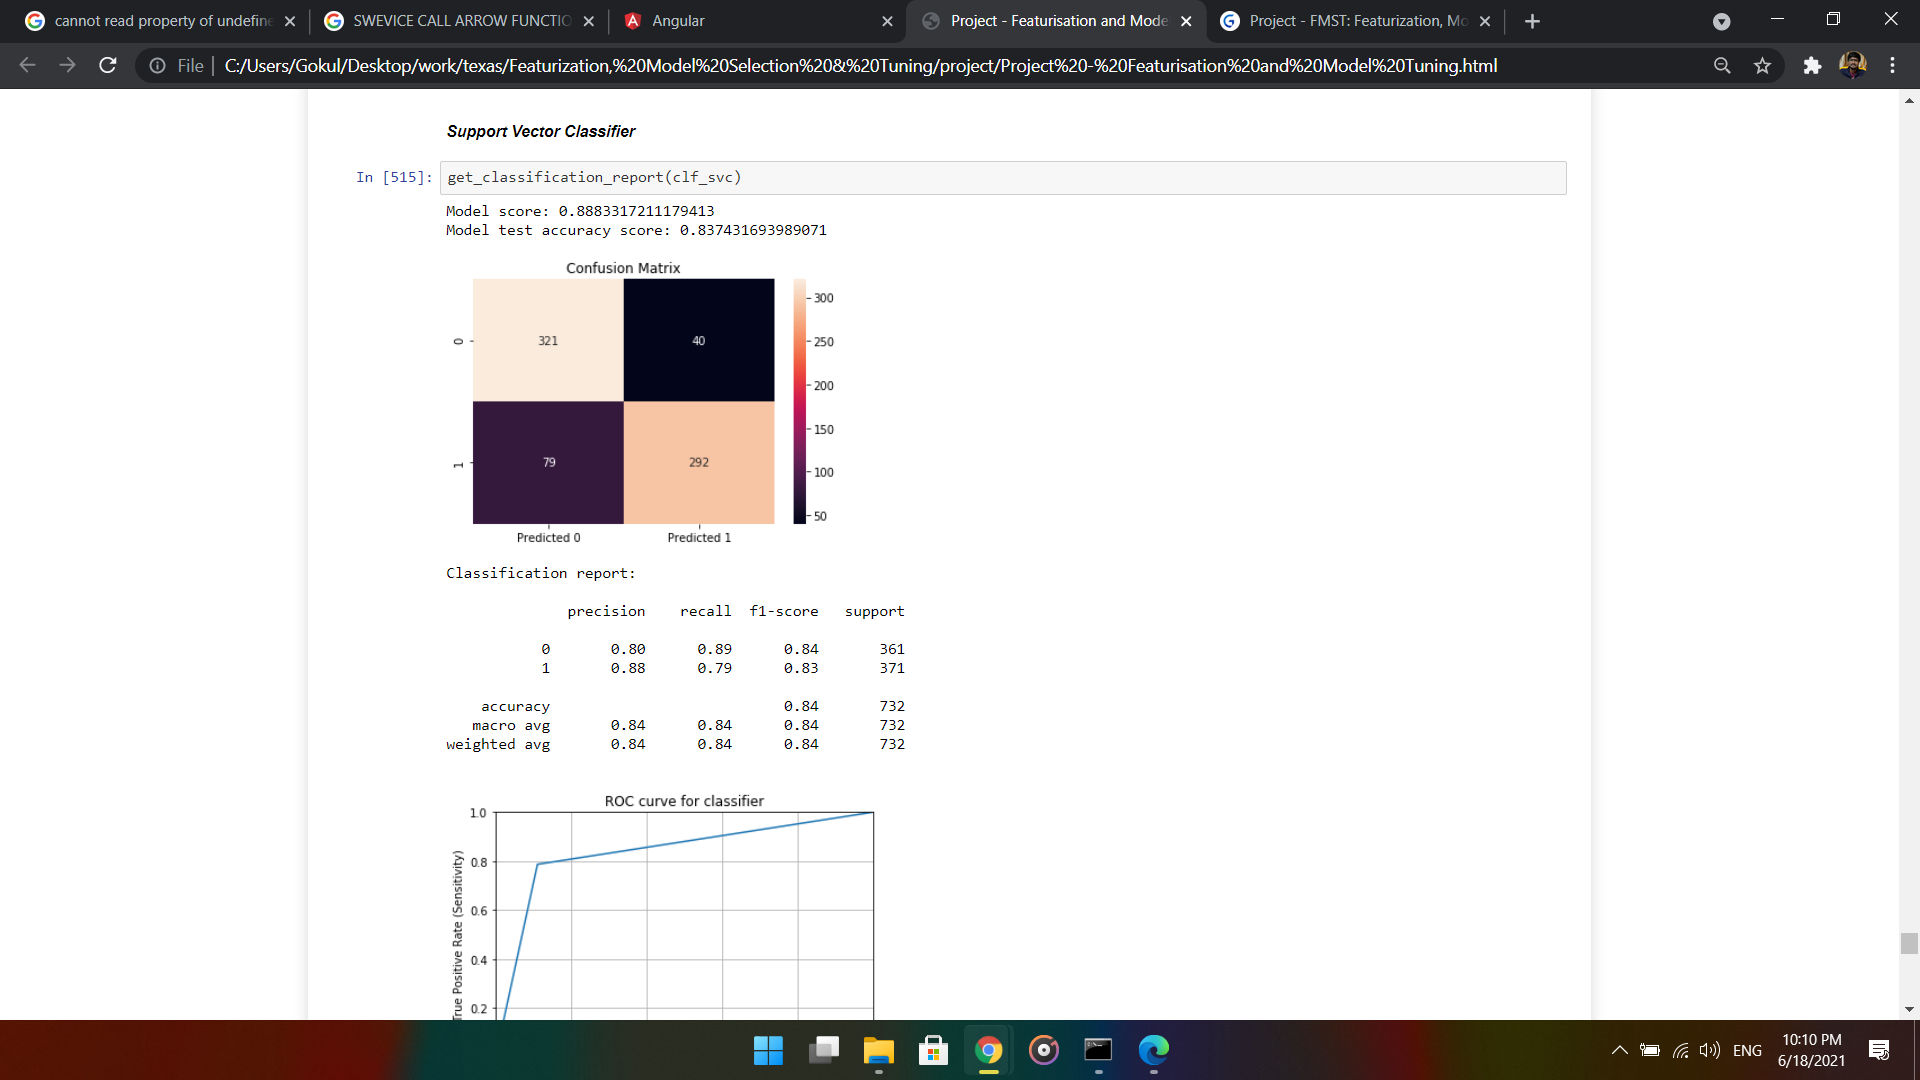 cannot read property of undefine
SWEVICE CALL ARROW FUNCTIO
Angular
Project - Featurisation and Mode
Project - FMST: Featurization, Mo
File
C:/Users/Gokul/Desktop/work/texas/Featurization,%20Model%20Selection%20&%20Tuning/project/Project%20-%20Featurisation%20and%20Model%20Tuning.html
Support Vector Classifier
In [515]: get_classification_report(clf_svc)
Model score: 0.8883317211179413
Model test accuracy score: 0.837431693989071
Confusion Matrix
300
321 40
0
250
200
150
79 292
1
100
50
Predicted 0 Predicted 1
Classification report:
precision recall f1-score support
0 0.80 0.89 0.84 361
1 0.88 0.79 0.83 371
accuracy 0.84 732
macro avg 0.84 0.84 0.84 732
weighted avg 0.84 0.84 0.84 732
ROC curve for classifier
1.0
0.8
0.6
0.4
0.2
True Positive Rate (Sensitivity)
10:10 PM
ENG
6/18/2021